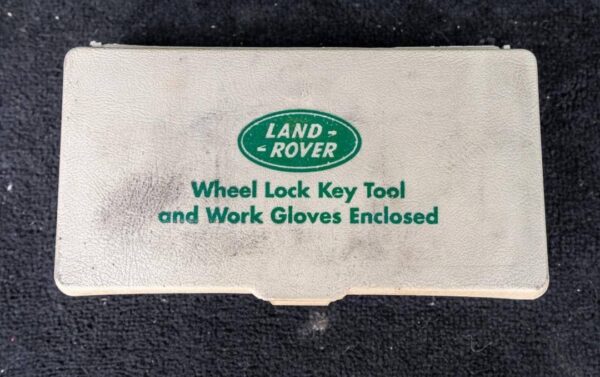 LAND
ROVER
Wheel Lock Key Tool
and Work Gloves Enclosed